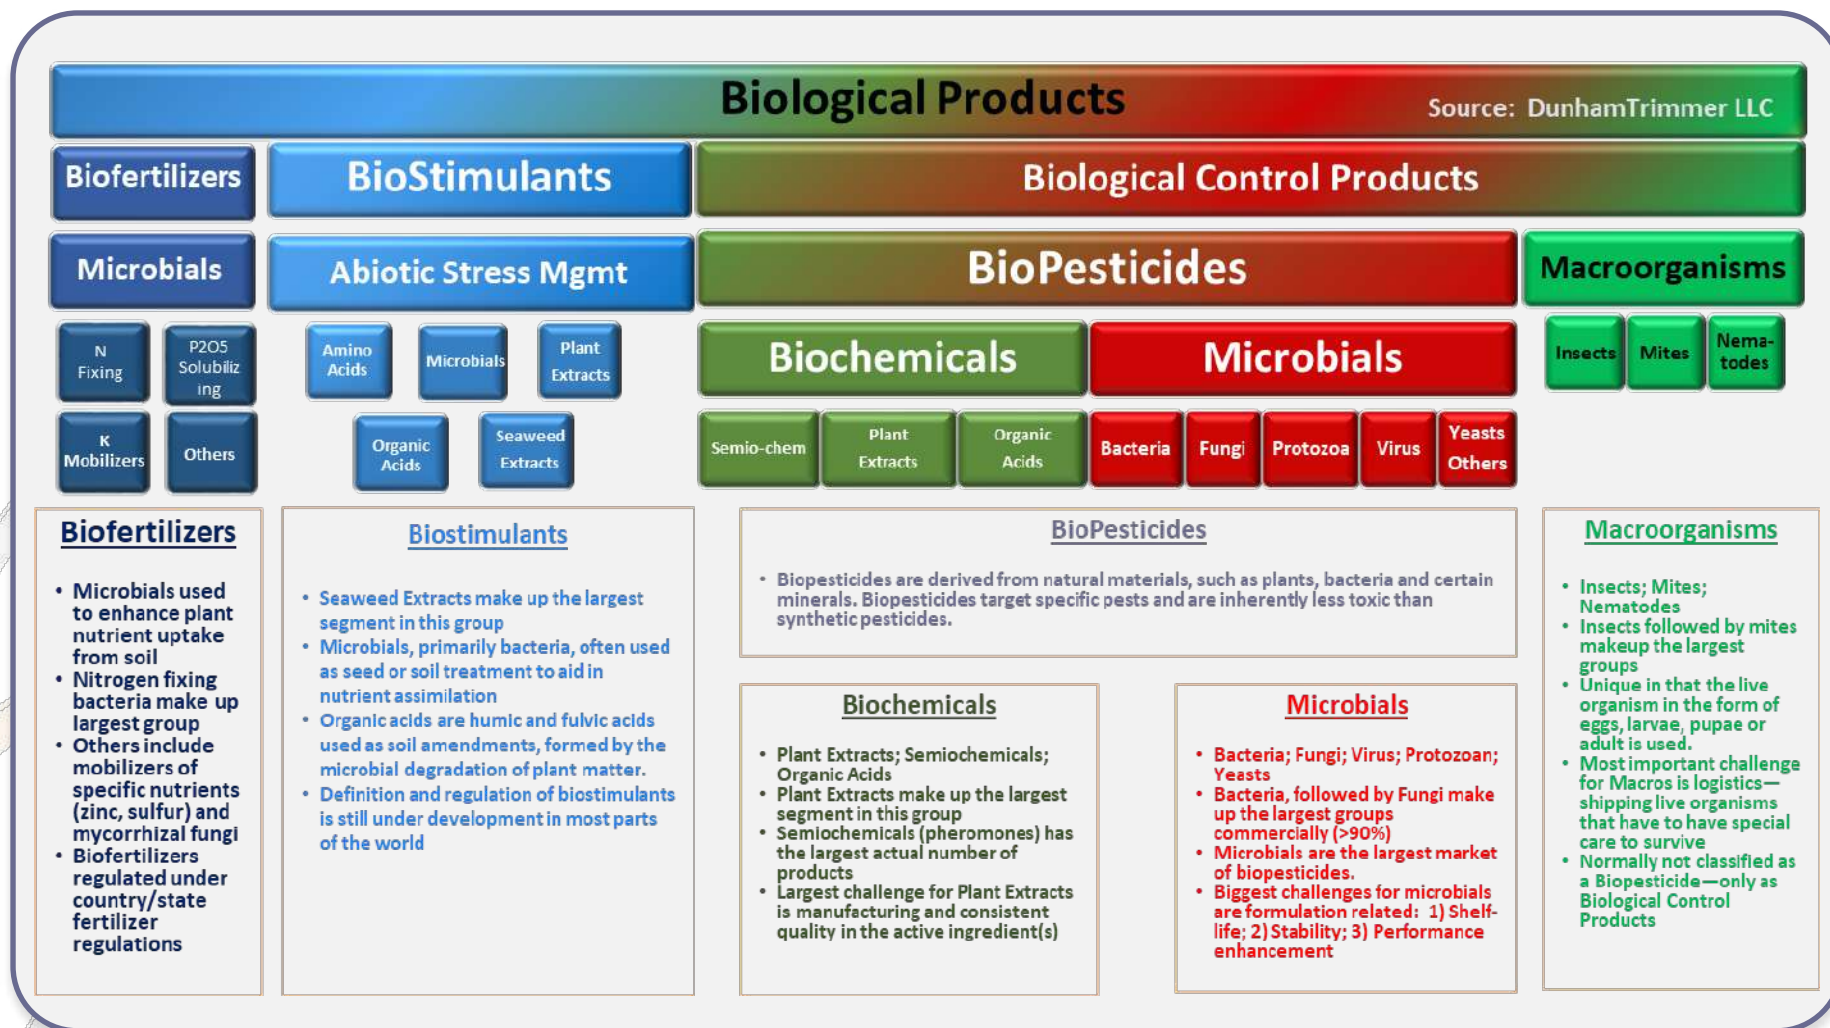 Biological Products
Source: DunhamTrimmer LLC
Biofertilizers
BioStimulants
Biological Control Products
Microbials
Abiotic Stress Mgmt
BioPesticides
Macroorganisms
N
Fixing
P2O5
Solubiliz
ing
Amino
Acids
Microbials
Plant
Extracts
Biochemicals
Microbials
Insects
Mites
Nema-
todes
K
Mobilizers
Others
Organic
Acids
Seaweed
Extracts
Semio-chem
Plant
Extracts
Organic
Acids
Bacteria
Fungi
Protozoa
Virus
Yeasts
Others
Biofertilizers
• Microbials used
to enhance plant
nutrient uptake
from soil
• Nitrogen fixing
bacteria make up
largest group
• Others include
mobilizers of
specific nutrients
(zinc, sulfur) and
mycorrhizal fungi
• Biofertilizers
regulated under
country/state
fertilizer
regulations
Biostimulants
• Seaweed Extracts make up the largest
segment in this group
• Microbials, primarily bacteria, often used
as seed or soil treatment to aid in
nutrient assimilation
• Organic acids are humic and fulvic acids
used as soil amendments, formed by the
microbial degradation of plant matter.
• Definition and regulation of biostimulants
is still under development in most parts
of the world
BioPesticides
• Biopesticides are derived from natural materials, such as plants, bacteria and certain
minerals. Biopesticides target specific pests and are inherently less toxic than
synthetic pesticides.
Biochemicals
• Plant Extracts; Semiochemicals;
Organic Acids
• Plant Extracts make up the largest
segment in this group
• Semiochemicals (pheromones) has
the largest actual number of
products
• Largest challenge for Plant Extracts
is manufacturing and consistent
quality in the active ingredient(s)
Microbials
• Bacteria; Fungi; Virus; Protozoan;
Yeasts
• Bacteria, followed by Fungi make
up the largest groups
commercially (>90%)
• Microbials are the largest market
of biopesticides.
• Biggest challenges for microbials
are formulation related: 1) Shelf-
life; 2) Stability; 3) Performance
enhancement
Macroorganisms
• Insects; Mites;
Nematodes
• Insects followed by mites
makeup the largest
groups
• Unique in that the live
organism in the form of
eggs, larvae, pupae or
adult is used.
• Most important challenge
for Macros is logistics—
shipping live organisms
that have to have special
care to survive
• Normally not classified as
a Biopesticide—only as
Biological Control
Products